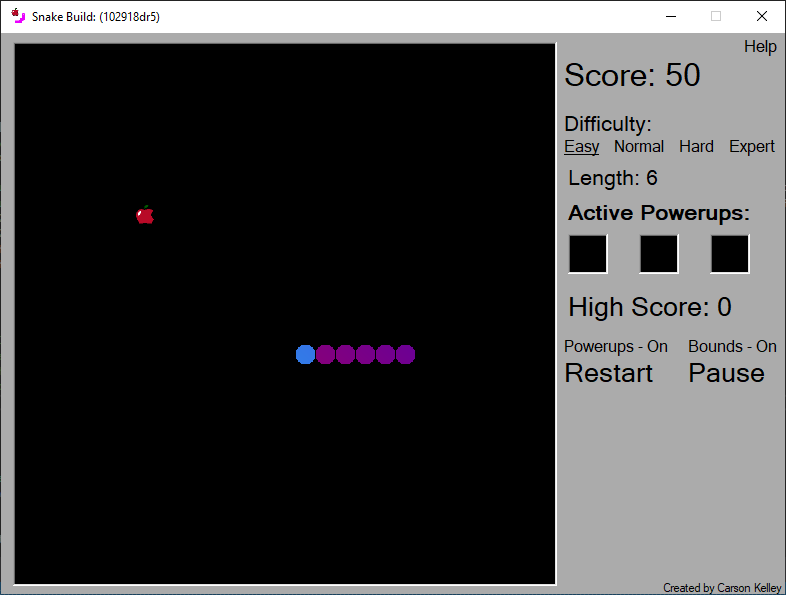 Snake Build: (102918dr5)
Help
Score: 50
Difficulty:
Easy Normal Hard Expert
Length: 6
Active Powerups:
High Score: 0
Powerups - On Bounds - On
Restart Pause
Created by Carson Kelley